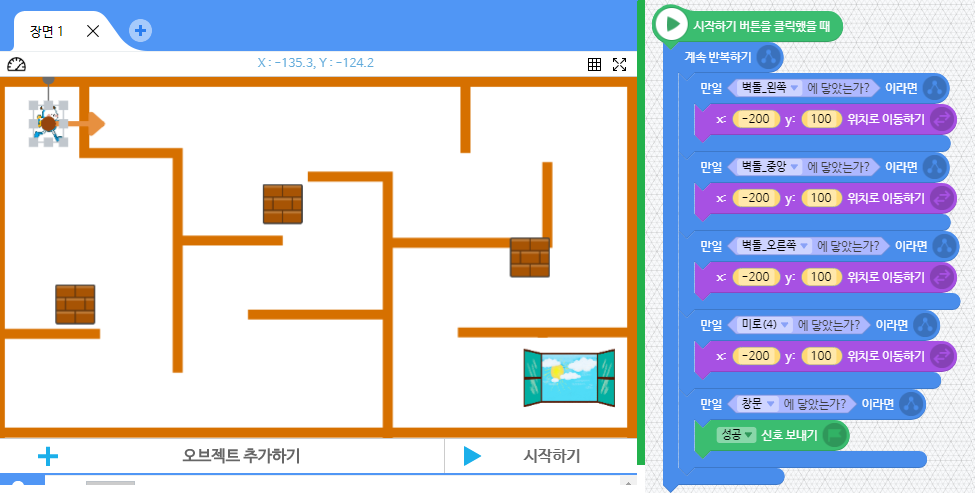 장면 1
X : -135.3, Y : -124.2
오브젝트 추가하기
시작하기
시작하기 버튼을 클릭했을 때
계속 반복하기
만일 벽돌_왼쪽 에 닿았는가? 이라면
x: -200 y: 100 위치로 이동하기
만일 벽돌_중앙 에 닿았는가? 이라면
x: -200 y: 100 위치로 이동하기
만일 벽돌_오른쪽 에 닿았는가? 이라면
x: -200 y: 100 위치로 이동하기
만일 미로(4) 에 닿았는가? 이라면
x: -200 y: 100 위치로 이동하기
만일 창문 에 닿았는가? 이라면
성공 신호 보내기